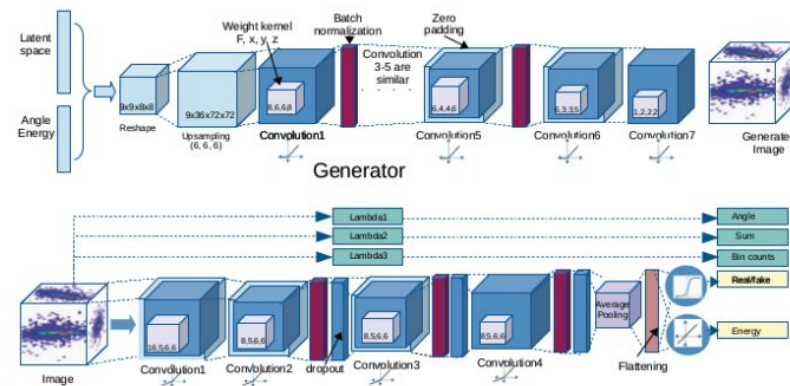 Latent
space
Angle
Energy
9x9x8x8
Reshape
9x36x72x72
Upsampling
(6, 6, 6)
Weight kernel
F, x, y, z
8,6,6,8
Convolution1
Batch
normalization
Convolution
3-5 are
similar
. . . . .
Zero
padding
6,4,4,6
Convolution5
6,3,3,5
Convolution6
1,2,2,2
Convolution7
Generated
Image
Generator
Lambda1
Lambda2
Lambda3
Angle
Sum
Bin counts
Real/fake
Energy
Image
16,5,6,6
Convolution1
8,5,6,6
Convolution2
dropout
8,5,6,6
Convolution3
8,5,6,6
Convolution4
Average
Pooling
Flattening